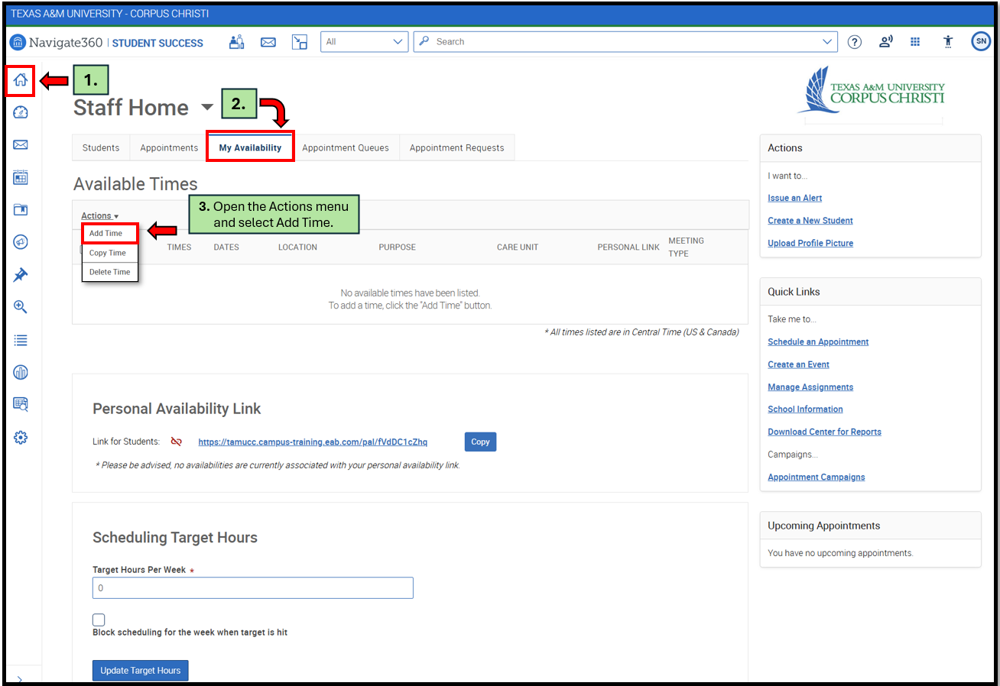 TEXAS A&M UNIVERSITY - CORPUS CHRISTI
Navigate360 | STUDENT SUCCESS
All
Search
?
SN
1.
Staff Home
2.
TEXAS A&M UNIVERSITY
CORPUS CHRISTI
Students
Appointments
My Availability
Appointment Queues
Appointment Requests
Available Times
Actions
3. Open the Actions menu
and select Add Time.
Add Time
Copy Time
Delete Time
TIMES
DATES
LOCATION
PURPOSE
CARE UNIT
PERSONAL LINK
MEETING
TYPE
No available times have been listed.
To add a time, click the "Add Time" button.
* All times listed are in Central Time (US & Canada)
Personal Availability Link
Link for Students:
https://tamucc.campus-training.eab.com/pal/fVdDC1cZhq
Copy
* Please be advised, no availabilities are currently associated with your personal availability link.
Scheduling Target Hours
Target Hours Per Week *
0
Block scheduling for the week when target is hit
Update Target Hours
Actions
I want to...
Issue an Alert
Create a New Student
Upload Profile Picture
Quick Links
Take me to...
Schedule an Appointment
Create an Event
Manage Assignments
School Information
Download Center for Reports
Campaigns...
Appointment Campaigns
Upcoming Appointments
You have no upcoming appointments.